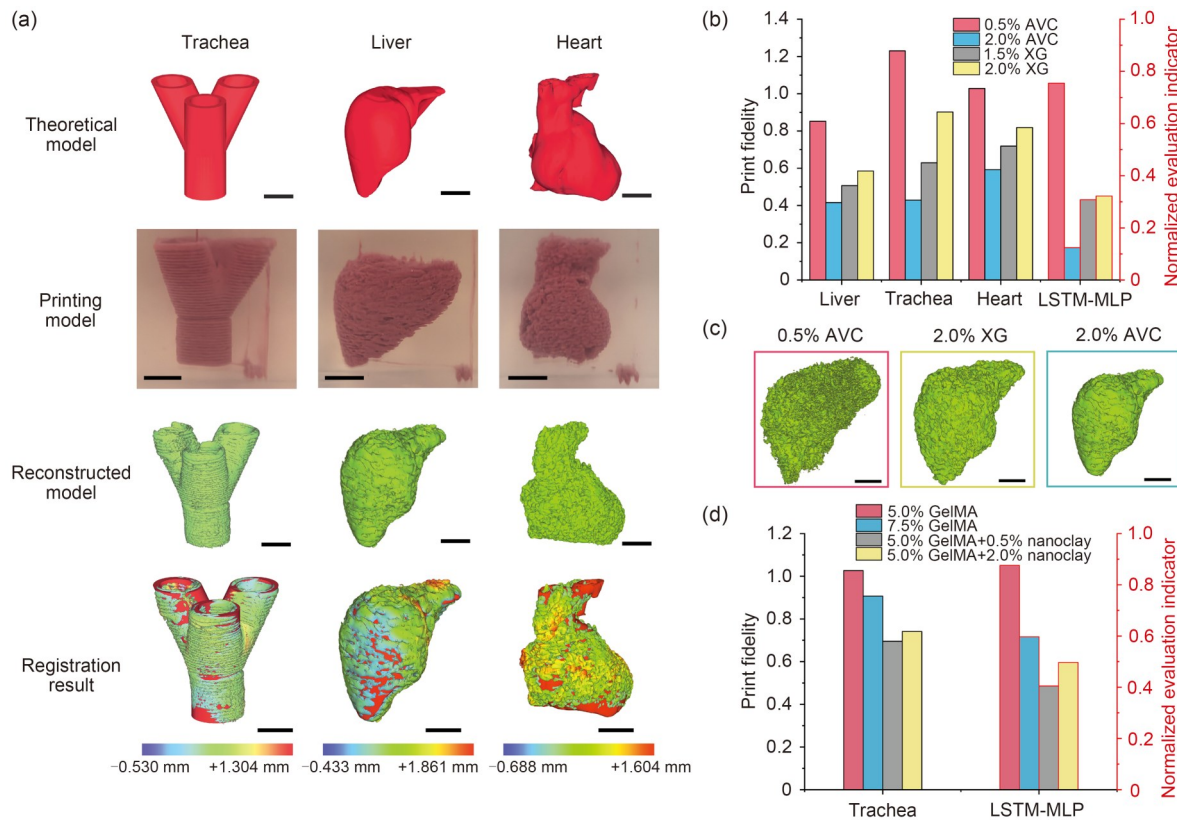 (a)
Trachea
Liver
Heart
Theoretical
model
Printing
model
Reconstructed
model
Registration
result
−0.530 mm
+1.304 mm
−0.433 mm
+1.861 mm
−0.688 mm
+1.604 mm
(b)
0.5% AVC
2.0% AVC
1.5% XG
2.0% XG
Print fidelity
1.4
1.2
1.0
0.8
0.6
0.4
0.2
0
Liver
Trachea
Heart
LSTM-MLP
1.0
0.8
0.6
0.4
0.2
0.0
Normalized evaluation indicator
(c)
0.5% AVC
2.0% XG
2.0% AVC
(d)
5.0% GelMA
7.5% GelMA
5.0% GelMA+0.5% nanoclay
5.0% GelMA+2.0% nanoclay
Print fidelity
1.2
1.0
0.8
0.6
0.4
0.2
0
Trachea
LSTM-MLP
1.0
0.8
0.6
0.4
0.2
0.0
Normalized evaluation indicator